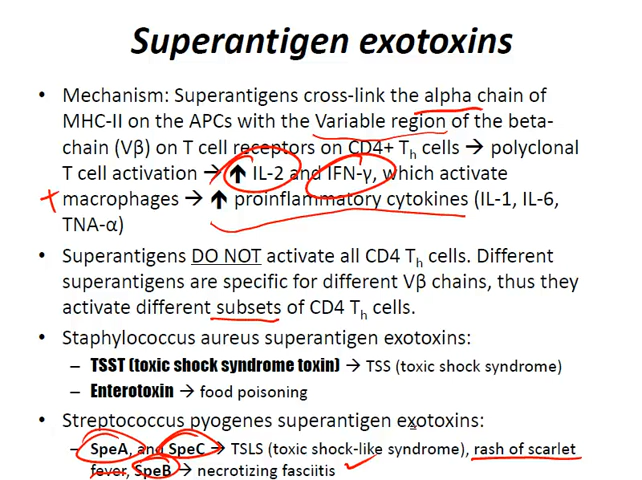 Superantigen exotoxins
• Mechanism: Superantigens cross-link the alpha chain of
MHC-II on the APCs with the Variable region of the beta-
chain (Vβ) on T cell receptors on CD4+ Th cells → polyclonal
T cell activation → ↑ IL-2 and IFN-γ, which activate
macrophages → ↑ proinflammatory cytokines (IL-1, IL-6,
TNA-α)
• Superantigens DO NOT activate all CD4 Th cells. Different
superantigens are specific for different Vβ chains, thus they
activate different subsets of CD4 Th cells.
• Staphylococcus aureus superantigen exotoxins:
– TSST (toxic shock syndrome toxin) → TSS (toxic shock syndrome)
– Enterotoxin → food poisoning
• Streptococcus pyogenes superantigen exotoxins:
– SpeA, and SpeC → TSLS (toxic shock-like syndrome), rash of scarlet
fever, SpeB → necrotizing fasciitis